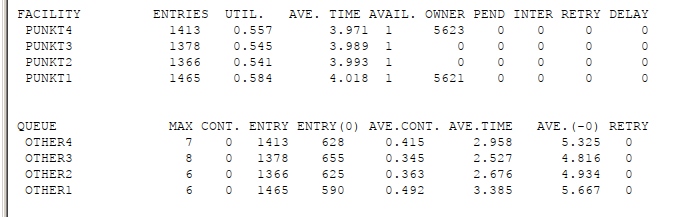 FACILITY ENTRIES UTIL. AVE. TIME AVAIL. OWNER PEND INTER RETRY DELAY
PUNKT4 1413 0.557 3.971 1 5623 0 0 0 0
PUNKT3 1378 0.545 3.989 1 0 0 0 0 0
PUNKT2 1366 0.541 3.993 1 0 0 0 0 0
PUNKT1 1465 0.584 4.018 1 5621 0 0 0 0
QUEUE MAX CONT. ENTRY ENTRY(0) AVE.CONT. AVE.TIME AVE.(-0) RETRY
OTHER4 7 0 1413 628 0.415 2.958 5.325 0
OTHER3 8 0 1378 655 0.345 2.527 4.816 0
OTHER2 6 0 1366 625 0.363 2.676 4.934 0
OTHER1 6 0 1465 590 0.492 3.385 5.667 0